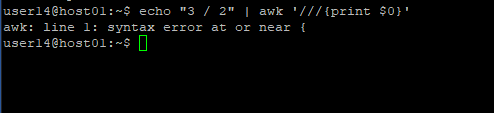 user14@host01:~$ echo "3 / 2" | awk '///{print $0}'
awk: line 1: syntax error at or near {
user14@host01:~$